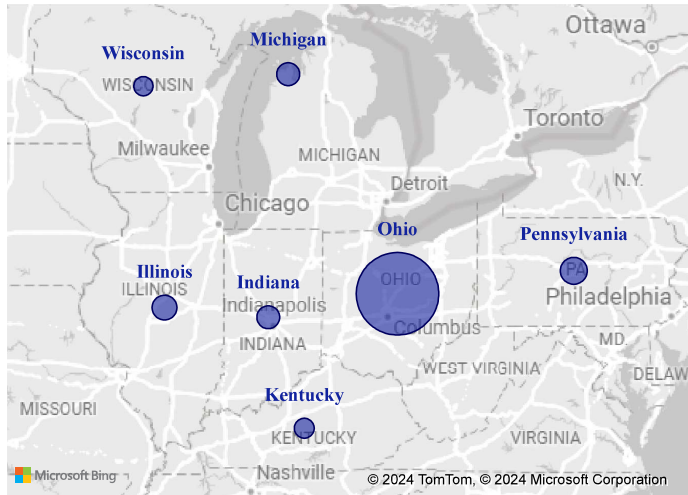 Ottawa
Michigan
Wisconsin
WISCONSIN
Toronto
Milwaukee
MICHIGAN
N.Y.
Detroit
Chicago
Ohio
Pennsylvania
Illinois
Indiana
OHIO
PA
ILLINOIS
Indianapolis
Philadelphia
Columbus
INDIANA
MD.
WEST VIRGINIA
DELAW
Kentucky
MISSOURI
KENTUCKY
VIRGINIA
Microsoft Bing
Nashville
© 2024 TomTom, © 2024 Microsoft Corporation